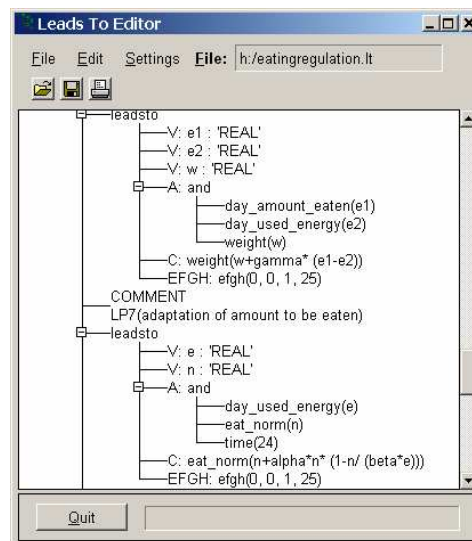 Leads To Editor
File Edit Settings File: h:/eatingregulation.lt
leadsto
V: e1 : 'REAL'
V: e2 : 'REAL'
V: w : 'REAL'
A: and
day_amount_eaten(e1)
day_used_energy(e2)
weight(w)
C: weight(w+gamma* (e1-e2))
EFGH: efgh(0, 0, 1, 25)
COMMENT
LP7(adaptation of amount to be eaten)
leadsto
V: e : 'REAL'
V: n : 'REAL'
A: and
day_used_energy(e)
eat_norm(n)
time(24)
C: eat_norm(n+alpha*n* (1-n/ (beta*e)))
EFGH: efgh(0, 0, 1, 25)
Quit